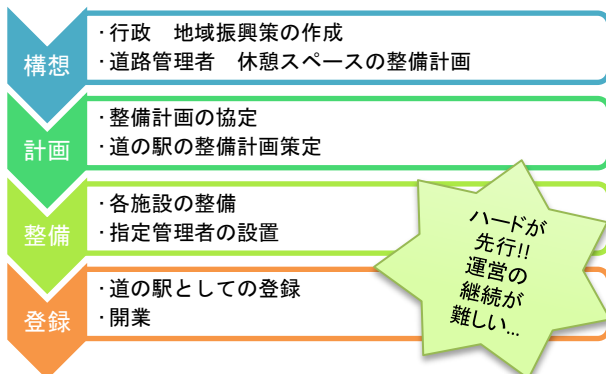 構想
・行政　地域振興策の作成
・道路管理者　休憩スペースの整備計画
計画
・整備計画の協定
・道の駅の整備計画策定
整備
・各施設の整備
・指定管理者の設置
登録
・道の駅としての登録
・開業
ハードが
先行!!
運営の
継続が
難しい…